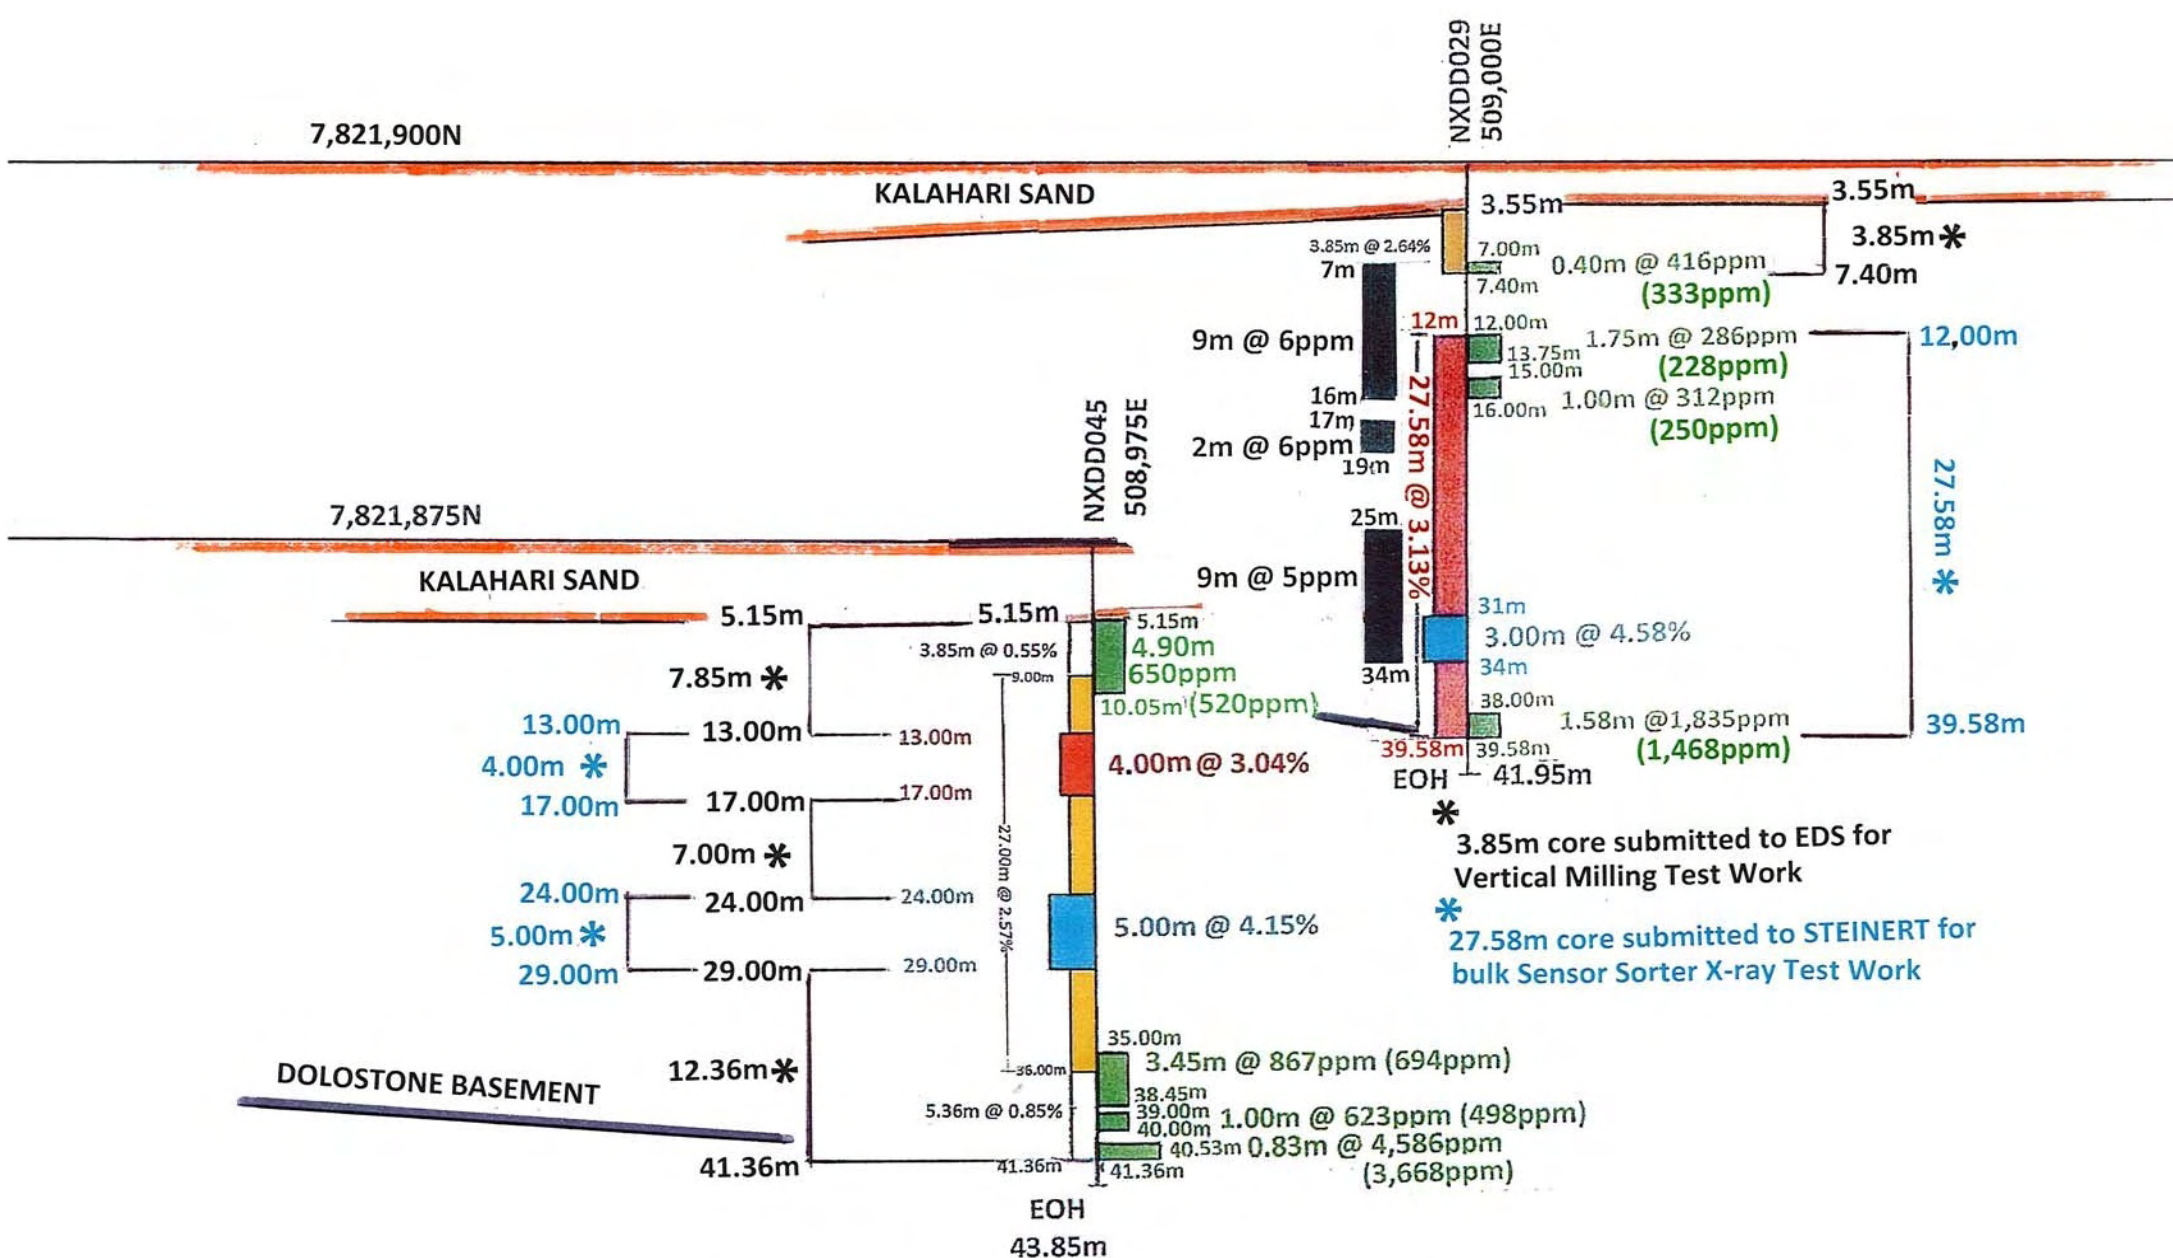 NXDD029
509,000E
7,821,900N
KALAHARI SAND
3.55m
3.55m
3.85m *
7.40m
3.85m @ 2.64%
7.00m
0.40m @ 416ppm
(333ppm)
7.40m
7m
9m @ 6ppm
16m
17m
2m @ 6ppm
19m
25m
9m @ 5ppm
34m
12m
27.58m @ 3.13%
39.58m
12.00m
1.75m @ 286ppm
(228ppm)
13.75m
15.00m
1.00m @ 312ppm
16.00m
(250ppm)
12,00m
27.58m *
39.58m
31m
3.00m @ 4.58%
34m
38.00m
1.58m @1,835ppm
(1,468ppm)
39.58m
EOH
41.95m
*
3.85m core submitted to EDS for
Vertical Milling Test Work
*
27.58m core submitted to STEINERT for
bulk Sensor Sorter X-ray Test Work
NXDD045
508,975E
7,821,875N
KALAHARI SAND
5.15m
5.15m
5.15m
3.85m @ 0.55%
4.90m
650ppm
10.05m (520ppm)
9.00m
7.85m *
13.00m
13.00m
13.00m
4.00m *
4.00m @ 3.04%
17.00m
17.00m
17.00m
7.00m *
27.00m @ 2.57%
24.00m
24.00m
24.00m
5.00m *
5.00m @ 4.15%
29.00m
29.00m
29.00m
12.36m *
DOLOSTONE BASEMENT
36.00m
35.00m
3.45m @ 867ppm (694ppm)
38.45m
39.00m
1.00m @ 623ppm (498ppm)
40.00m
5.36m @ 0.85%
40.53m 0.83m @ 4,586ppm
(3,668ppm)
41.36m
41.36m
41.36m
EOH
43.85m